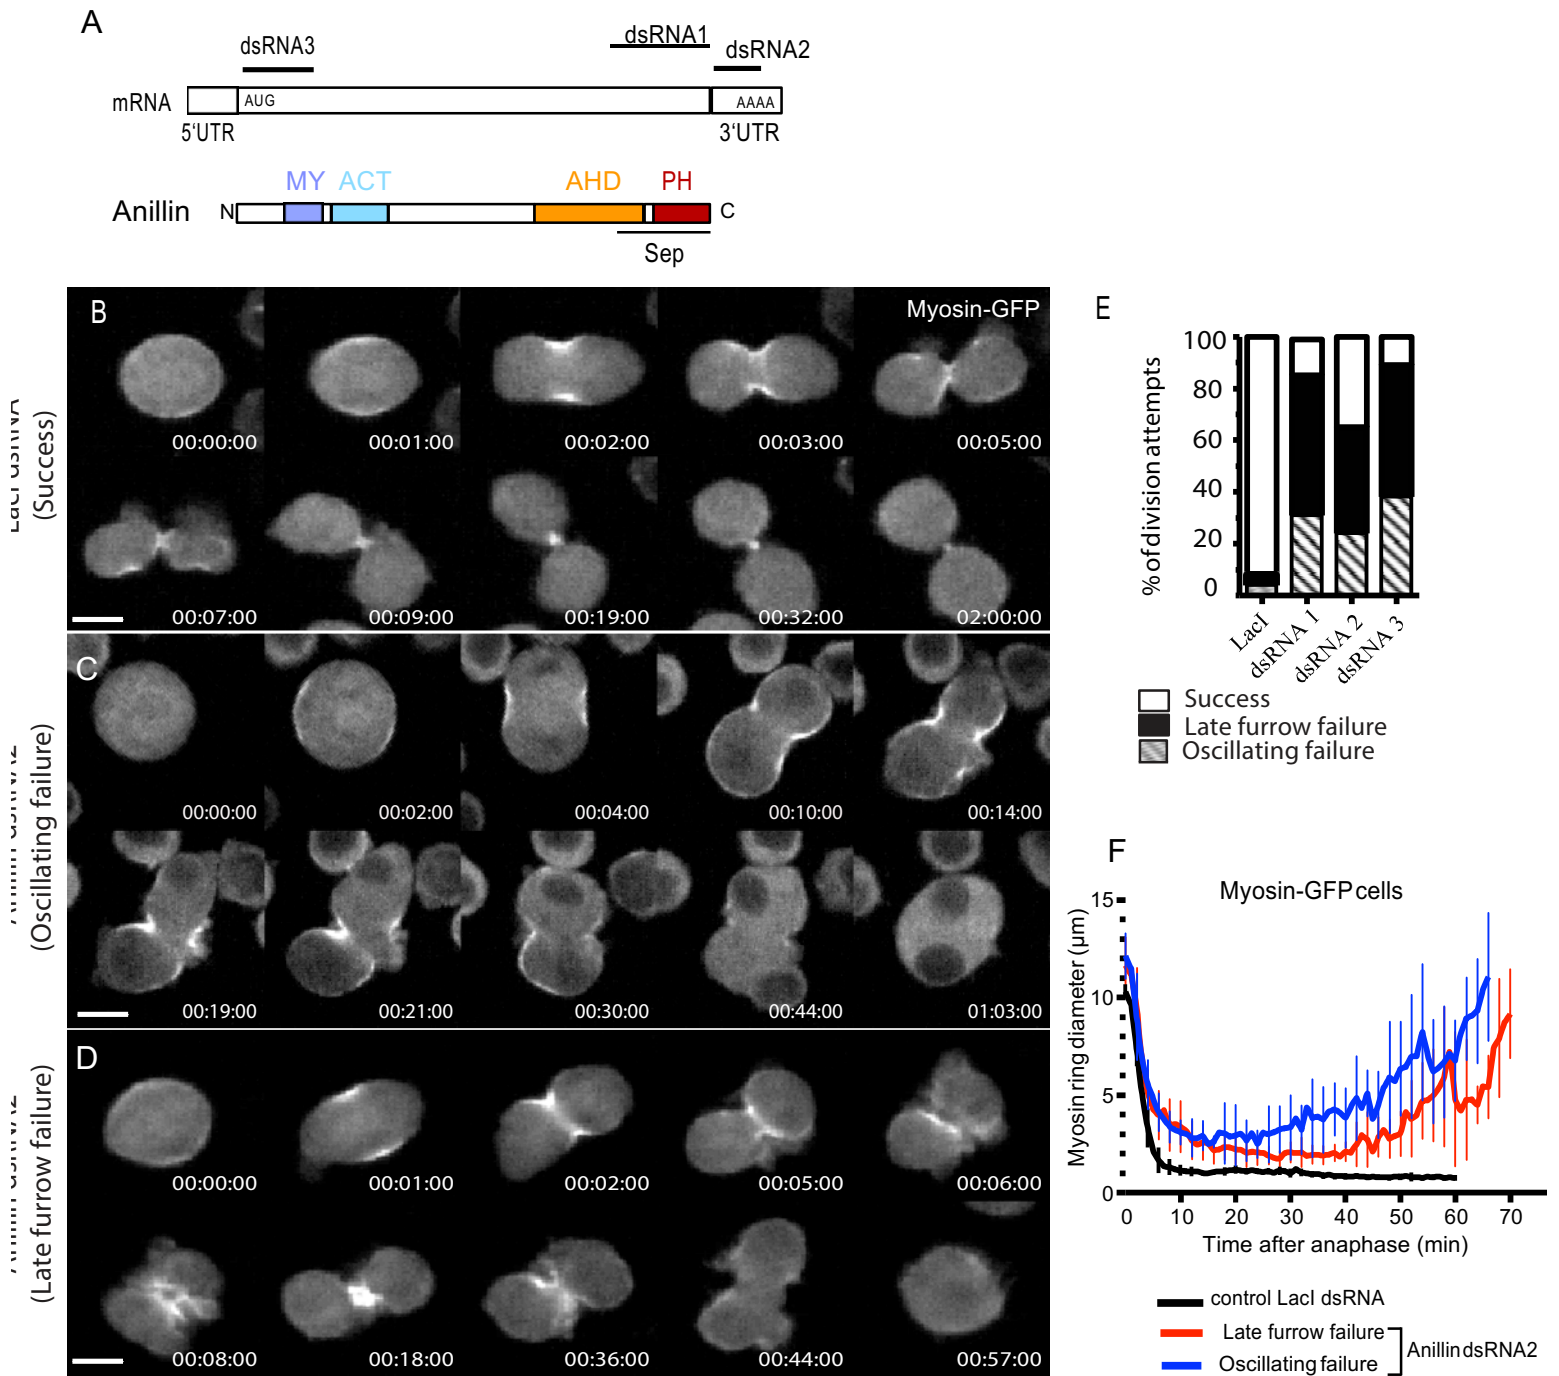 A
dsRNA3
dsRNA1
dsRNA2
mRNA
AUG
AAAA
5'UTR
3'UTR
MY ACT AHD PH
Anillin N C
Sep
B
Myosin-GFP
(Success)
00:00:00 00:01:00 00:02:00 00:03:00 00:05:00
00:07:00 00:09:00 00:19:00 00:32:00 02:00:00
C
(Oscillating failure)
00:00:00 00:02:00 00:04:00 00:10:00 00:14:00
00:19:00 00:21:00 00:30:00 00:44:00 01:03:00
D
(Late furrow failure)
00:00:00 00:01:00 00:02:00 00:05:00 00:06:00
00:08:00 00:18:00 00:36:00 00:44:00 00:57:00
E
% of division attempts
100
80
60
40
20
0
LacI
dsRNA 1
dsRNA 2
dsRNA 3
Success
Late furrow failure
Oscillating failure
F
Myosin-GFP cells
Myosin ring diameter (µm)
15
10
5
0
0 10 20 30 40 50 60 70
Time after anaphase (min)
control LacI dsRNA
Late furrow failure
Oscillating failure
Anillin dsRNA2